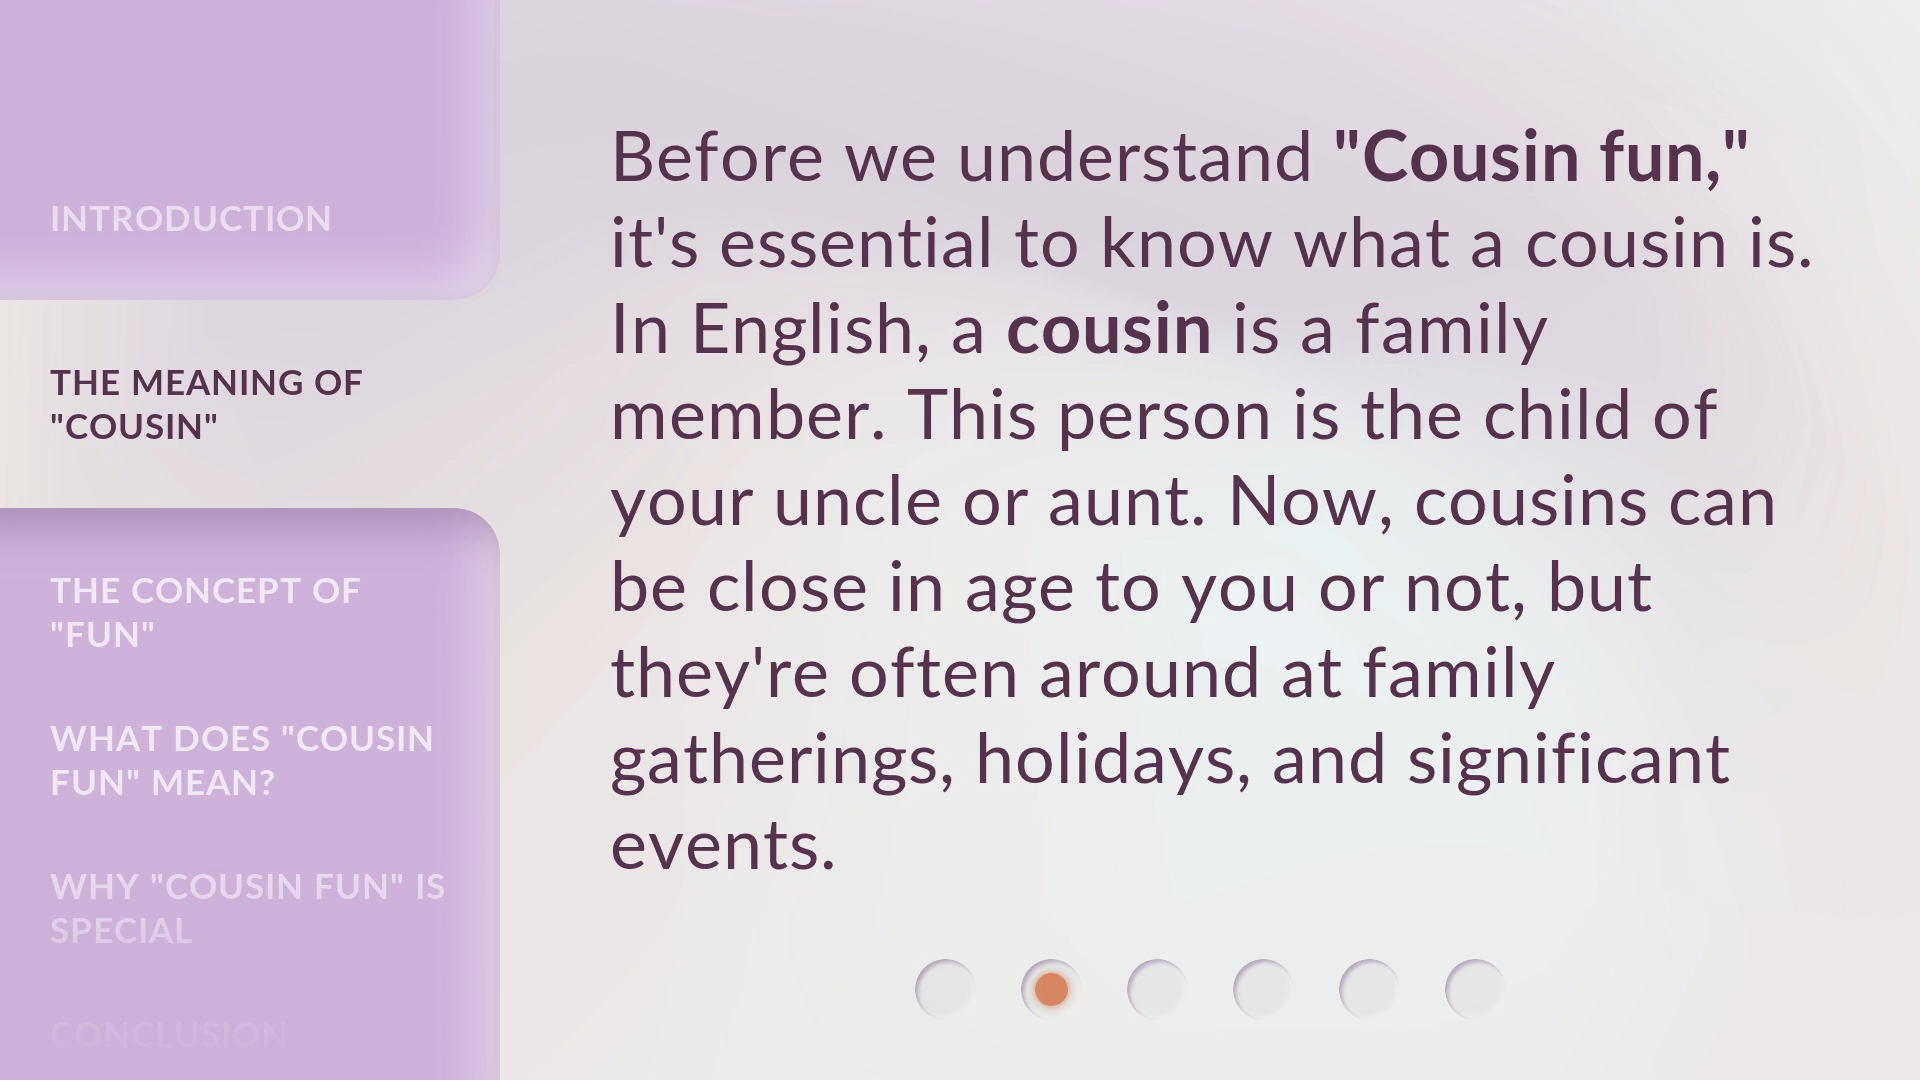 INTRODUCTION
THE MEANING OF
"COUSIN"
THE CONCEPT OF
"FUN"
WHAT DOES "COUSIN
FUN" MEAN?
WHY "COUSIN FUN" IS
SPECIAL
CONCLUSION
Before we understand "Cousin fun,"
it's essential to know what a cousin is.
In English, a cousin is a family
member. This person is the child of
your uncle or aunt. Now, cousins can
be close in age to you or not, but
they're often around at family
gatherings, holidays, and significant
events.